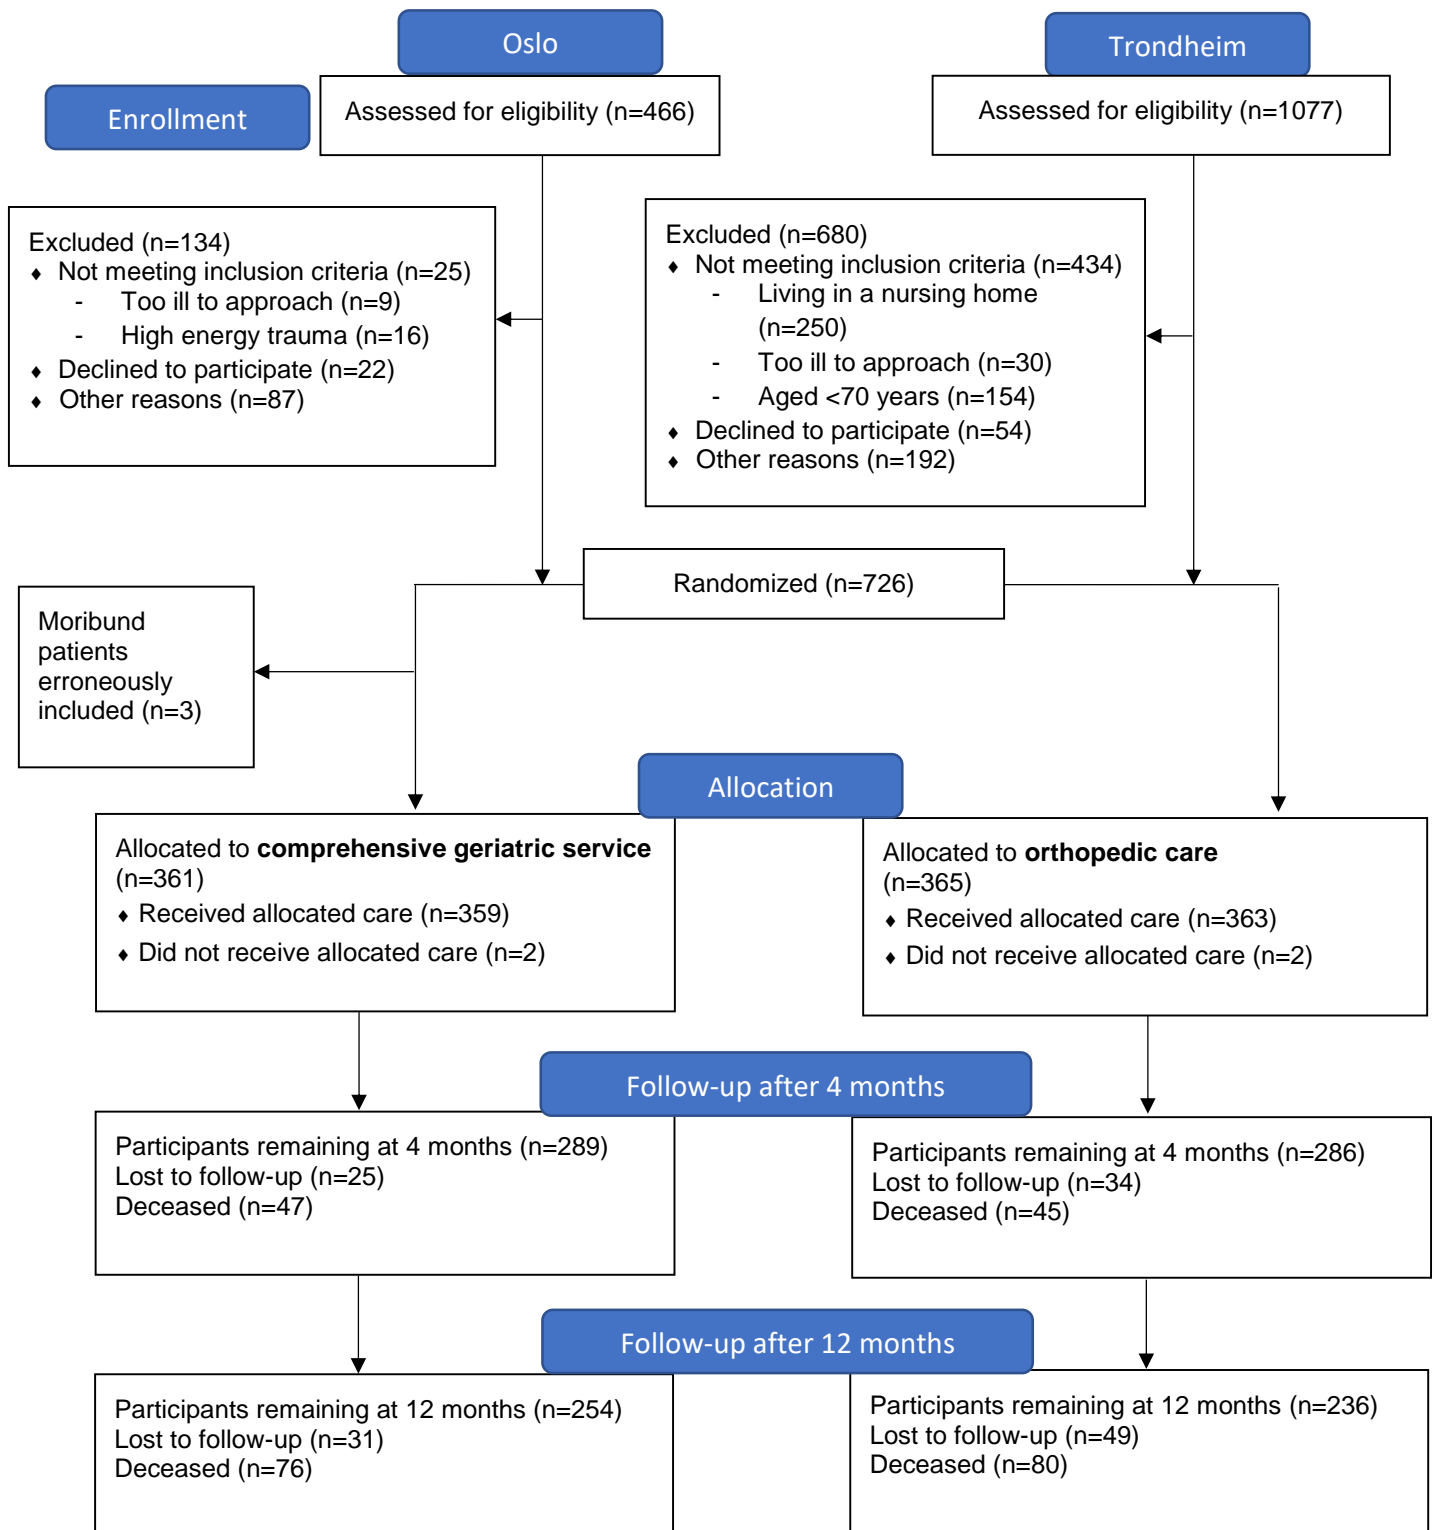 Oslo
Trondheim
Enrollment
Assessed for eligibility (n=466)
Assessed for eligibility (n=1077)
Excluded (n=134)
♦ Not meeting inclusion criteria (n=25)
- Too ill to approach (n=9)
- High energy trauma (n=16)
♦ Declined to participate (n=22)
♦ Other reasons (n=87)
Excluded (n=680)
♦ Not meeting inclusion criteria (n=434)
- Living in a nursing home
(n=250)
- Too ill to approach (n=30)
- Aged <70 years (n=154)
♦ Declined to participate (n=54)
♦ Other reasons (n=192)
Randomized (n=726)
Moribund
patients
erroneously
included (n=3)
Allocation
Allocated to comprehensive geriatric service
(n=361)
♦ Received allocated care (n=359)
♦ Did not receive allocated care (n=2)
Allocated to orthopedic care
(n=365)
♦ Received allocated care (n=363)
♦ Did not receive allocated care (n=2)
Follow-up after 4 months
Participants remaining at 4 months (n=289)
Lost to follow-up (n=25)
Deceased (n=47)
Participants remaining at 4 months (n=286)
Lost to follow-up (n=34)
Deceased (n=45)
Follow-up after 12 months
Participants remaining at 12 months (n=254)
Lost to follow-up (n=31)
Deceased (n=76)
Participants remaining at 12 months (n=236)
Lost to follow-up (n=49)
Deceased (n=80)